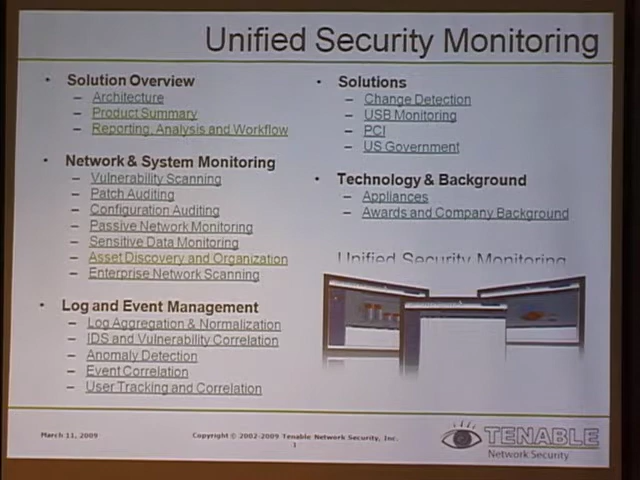 Unified Security Monitoring
• Solution Overview
– Architecture
– Product Summary
– Reporting, Analysis and Workflow
• Network & System Monitoring
– Vulnerability Scanning
– Patch Auditing
– Configuration Auditing
– Passive Network Monitoring
– Sensitive Data Monitoring
– Asset Discovery and Organization
– Enterprise Network Scanning
• Log and Event Management
– Log Aggregation & Normalization
– IDS and Vulnerability Correlation
– Anomaly Detection
– Event Correlation
– User Tracking and Correlation
• Solutions
– Change Detection
– USB Monitoring
– PCI
– US Government
• Technology & Background
– Appliances
– Awards and Company Background
Unified Security Monitoring
March 11, 2009
Copyright © 2002-2009 Tenable Network Security, Inc.
1
TENABLE
Network Security